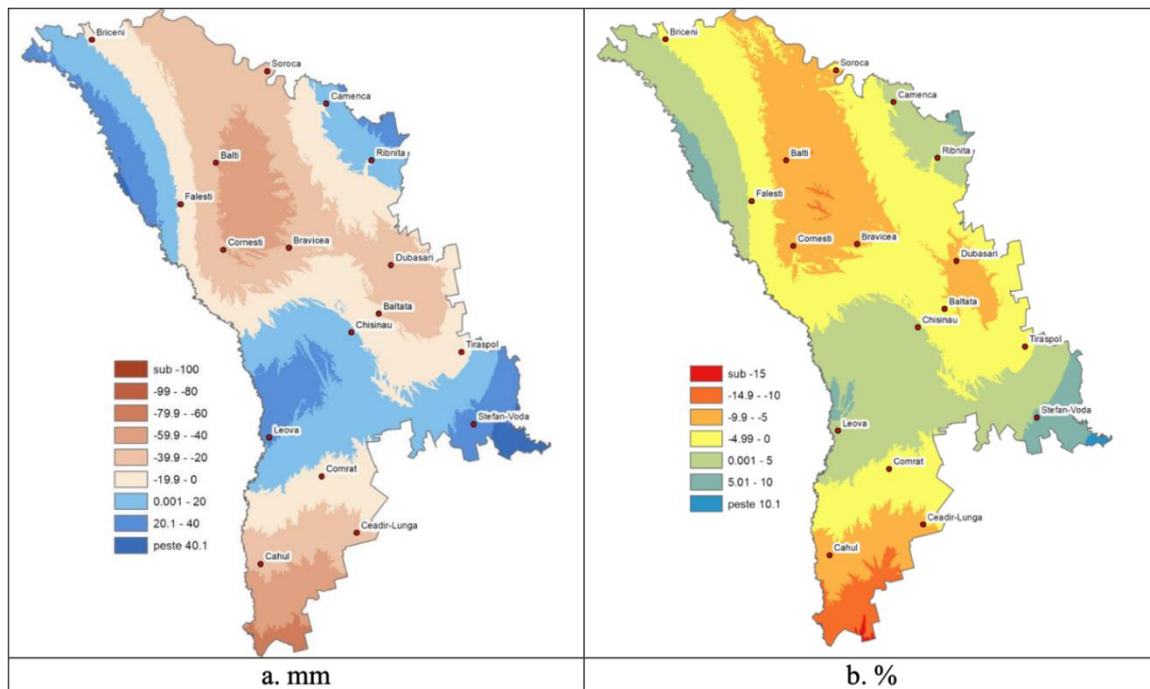 Briceni
Soroca
Camenca
Ribnita
Balti
Falesti
Cornesti
Bravicea
Dubasari
Baltata
Chisinau
Tiraspol
Stefan-Voda
Leova
Comrat
Ceadir-Lunga
Cahul
sub -100
-99 - -80
-79.9 - -60
-59.9 - -40
-39.9 - -20
-19.9 - 0
0.001 - 20
20.1 - 40
peste 40.1
a. mm
Briceni
Soroca
Camenca
Ribnita
Balti
Falesti
Cornesti
Bravicea
Dubasari
Baltata
Chisinau
Tiraspol
Stefan-Voda
Leova
Comrat
Ceadir-Lunga
Cahul
sub -15
-14.9 - -10
-9.9 - -5
-4.99 - 0
0.001 - 5
5.01 - 10
peste 10.1
b. %